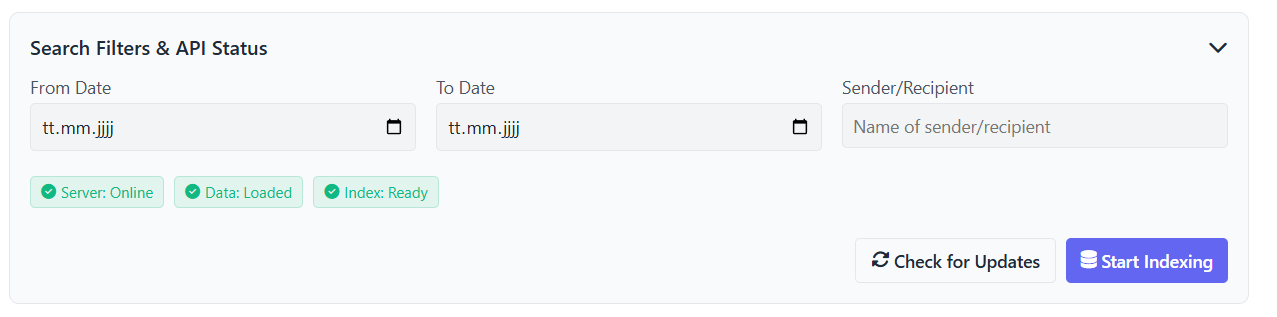 Search Filters & API Status
From Date
To Date
Sender/Recipient
tt.mm.jjjj
tt.mm.jjjj
Name of sender/recipient
Server: Online
Data: Loaded
Index: Ready
Check for Updates
Start Indexing